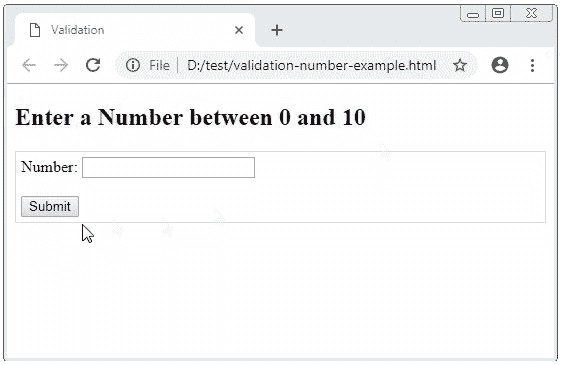 Validation
File D:/test/validation-number-example.html
Enter a Number between 0 and 10
Number:
Submit